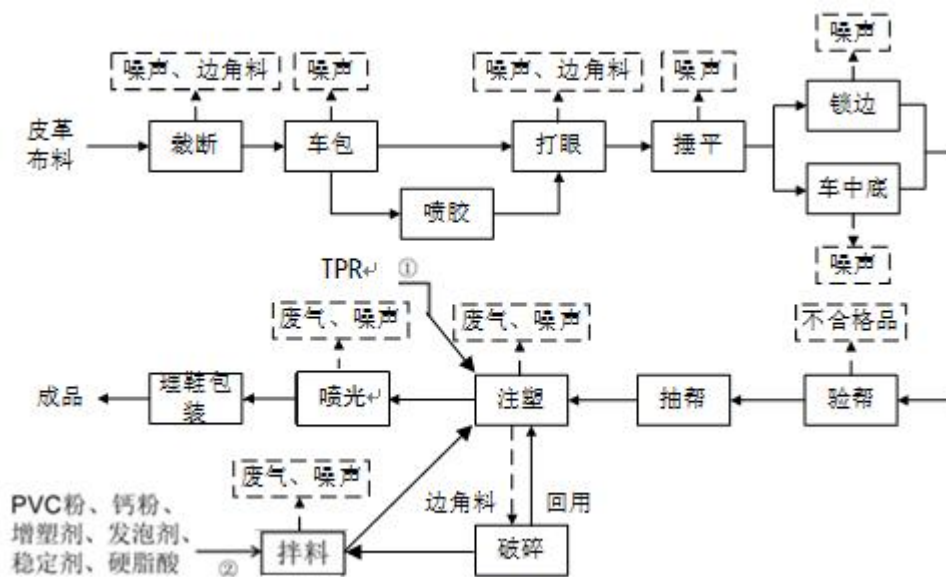 噪声
噪声、边角料
噪声
噪声、边角料
噪声
锁边
皮革
布料
裁断
车包
打眼
捶平
车中底
喷胶
噪声
TPR↵ ①
废气、噪声
废气、噪声
不合格品
成品
理鞋包
装
喷光↵
注塑
抽帮
验帮
废气、噪声
边角料
回用
PVC粉、钙粉、
增塑剂、发泡剂、
稳定剂、硬脂酸
②
拌料
破碎